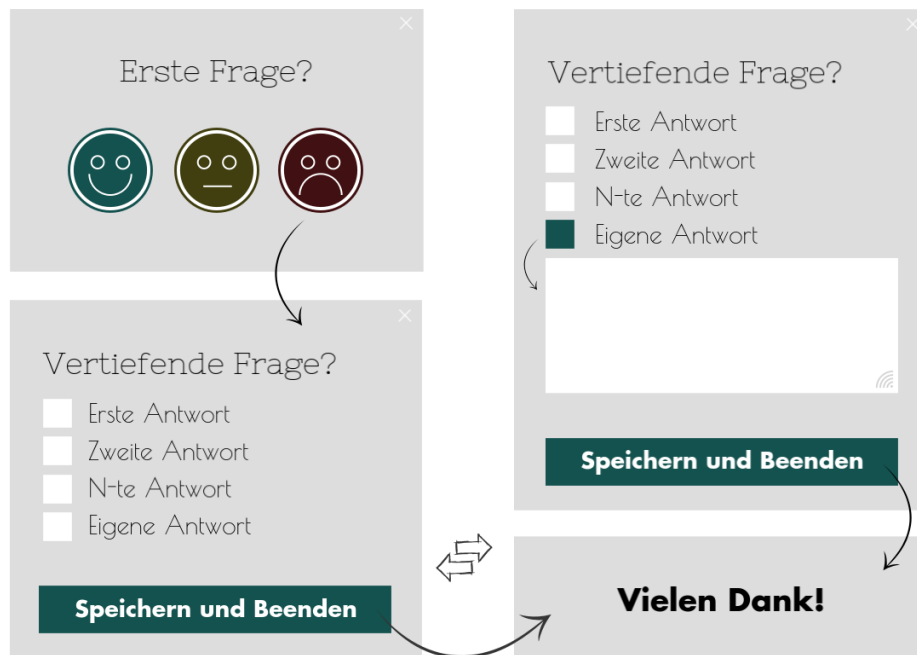 Erste Frage?
Vertiefende Frage?
Erste Antwort
Zweite Antwort
N-te Antwort
Eigene Antwort
Speichern und Beenden
Vertiefende Frage?
Erste Antwort
Zweite Antwort
N-te Antwort
Eigene Antwort
Speichern und Beenden
Vielen Dank!